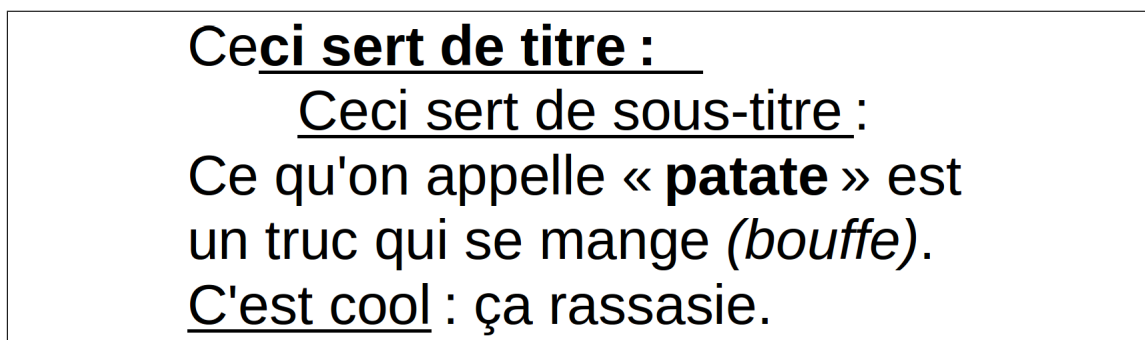 Ceci sert de titre :
Ceci sert de sous-titre :
Ce qu'on appelle « patate » est
un truc qui se mange (bouffe).
C'est cool : ça rassasie.